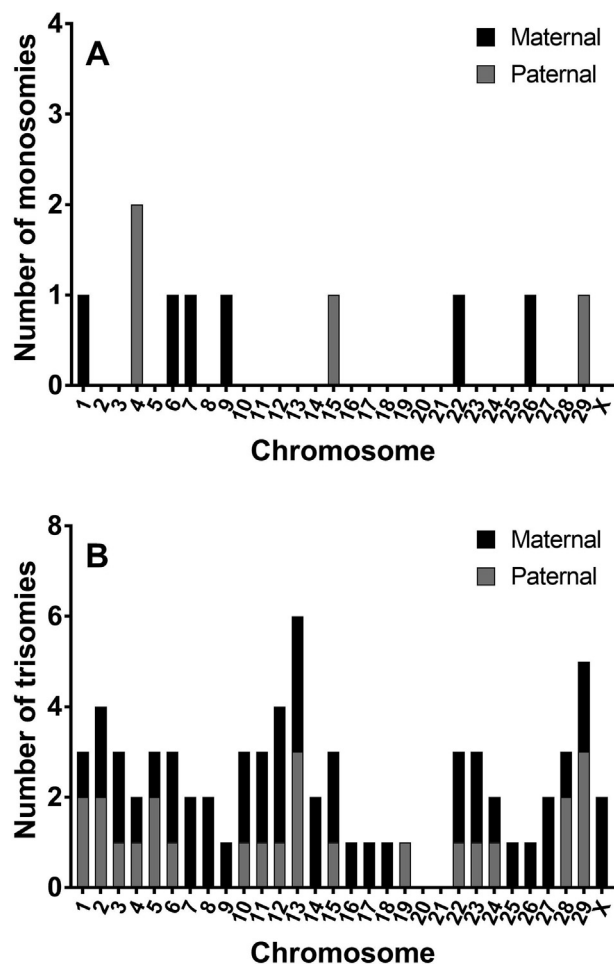 A
Maternal
Paternal
Number of monosomies
4
3
2
1
0
1 2 3 4 5 6 7 8 9 10 11 12 13 14 15 16 17 18 19 20 21 22 23 24 25 26 27 28 29 X
Chromosome
B
Maternal
Paternal
Number of trisomies
8
6
4
2
0
1 2 3 4 5 6 7 8 9 10 11 12 13 14 15 16 17 18 19 20 21 22 23 24 25 26 27 28 29 X
Chromosome